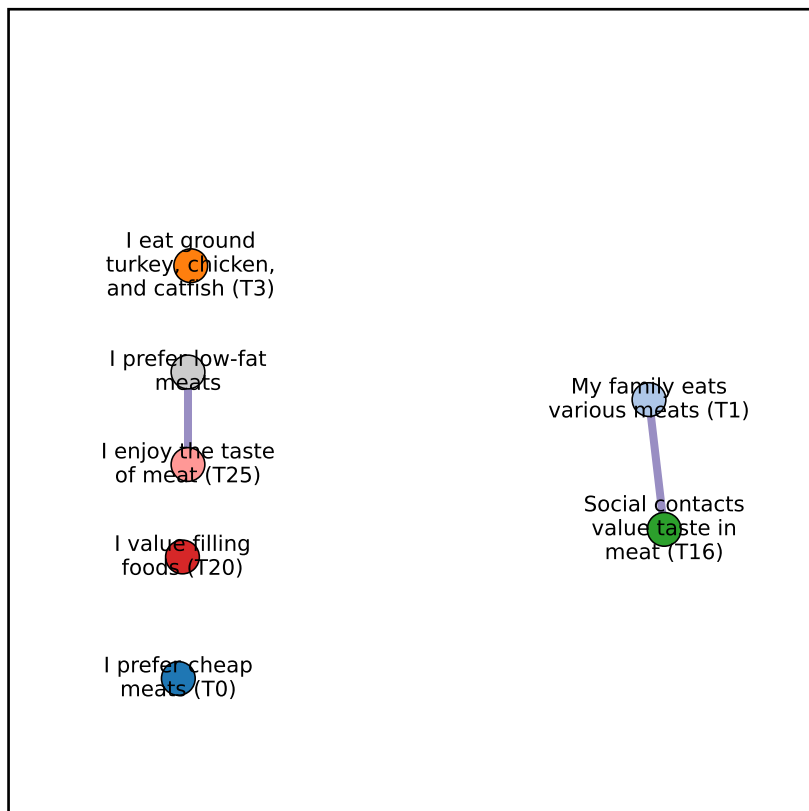 I eat ground
turkey, chicken,
and catfish (T3)
I prefer low-fat
meats
I enjoy the taste
of meat (T25)
I value filling
foods (T20)
I prefer cheap
meats (T0)
My family eats
various meats (T1)
Social contacts
value taste in
meat (T16)